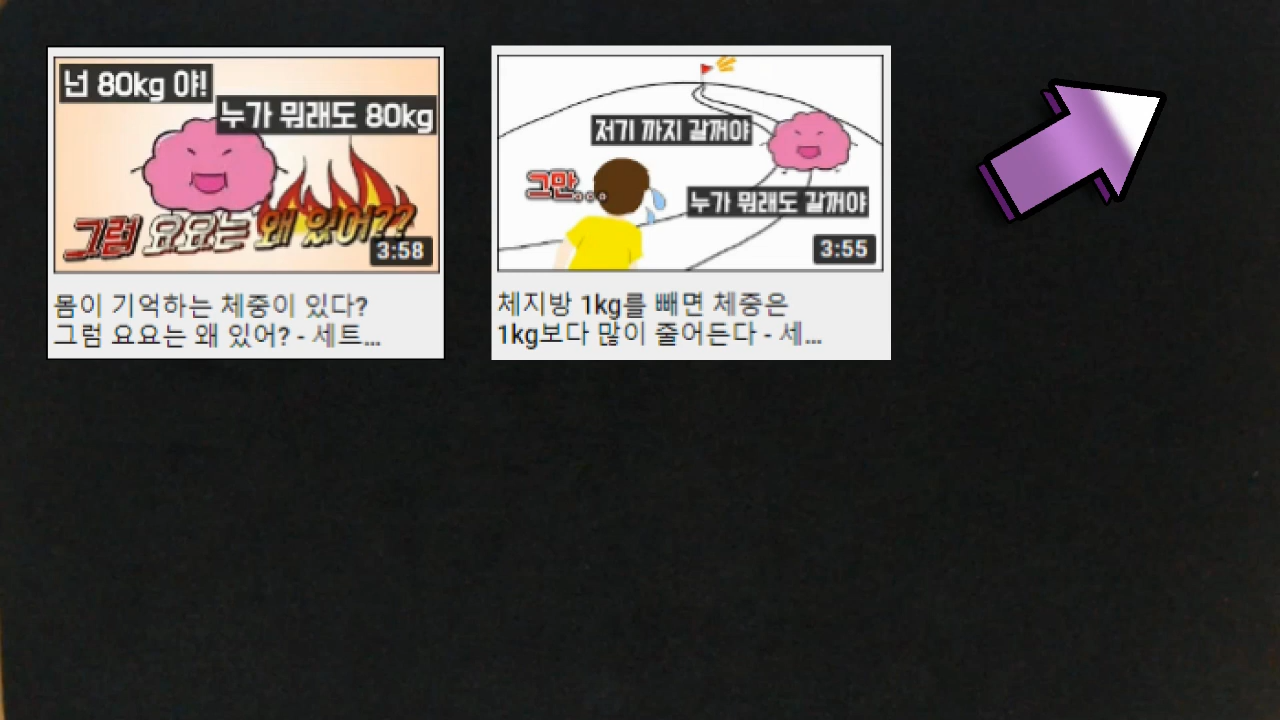 넌 80kg 야!
누가 뭐래도 80kg
그럼 요요는 왜 있어??
3:58
몸이 기억하는 체중이 있다?
그럼 요요는 왜 있어? - 세트...
저기 까지 갈꺼야
그만...
누가 뭐래도 갈꺼야
3:55
체지방 1kg를 빼면 체중은
1kg보다 많이 줄어든다 - 세...